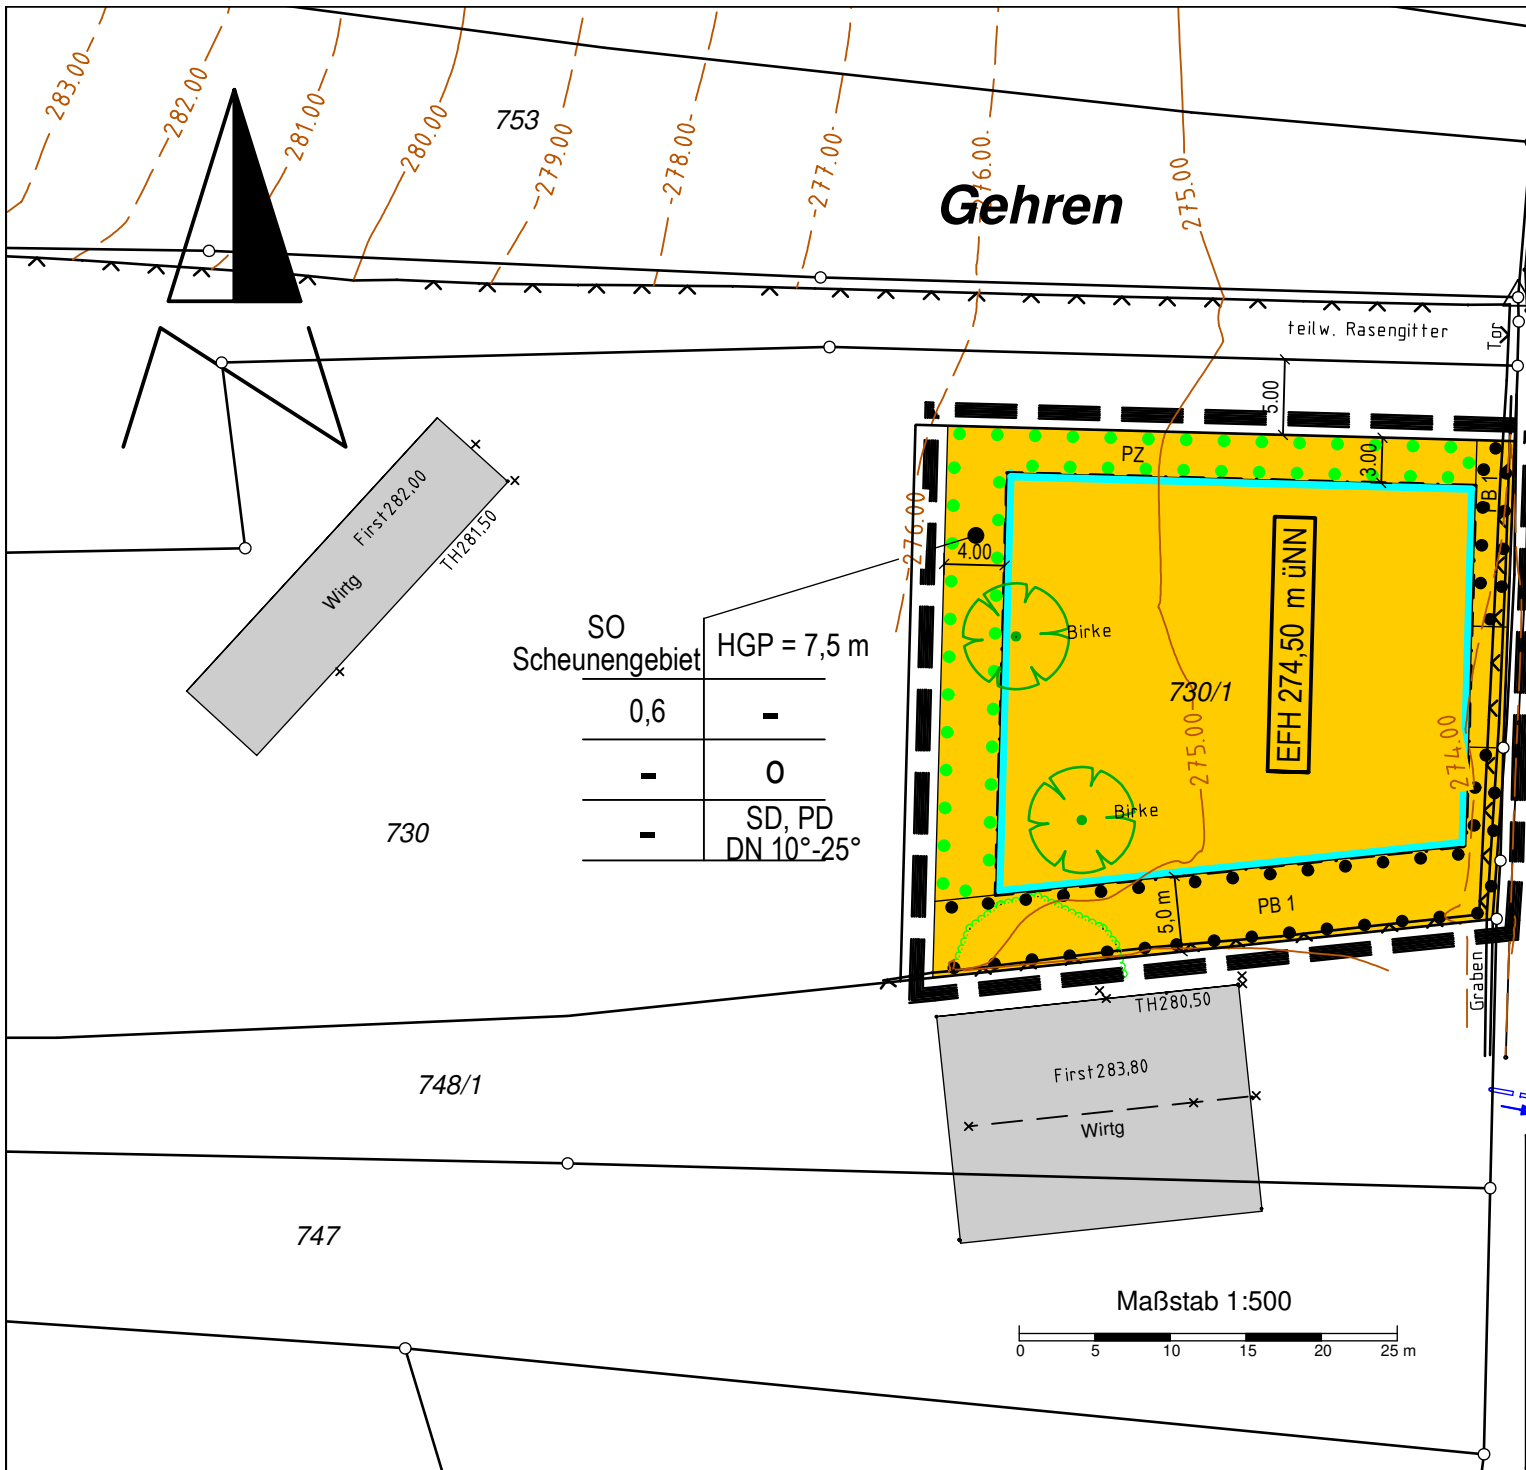 283.00
282.00
281.00
280.00
279.00
278.00
277.00
276.00
275.00
753
Gehren
teilw. Rasengitter
Tor
5.00
3.00
PZ
PB 1
First 282,00
TH281.50
Wirtg
276.00
4.00
Birke
SO
Scheunengebiet
HGP = 7,5 m
0,6
-
-
o
-
SD, PD
DN 10°-25°
730/1
EFH 274,50 m üNN
275.00
274.00
Birke
730
PB 1
5,0 m
Graben
TH280,50
First283,80
Wirtg
748/1
747
Maßstab 1:500
0 5 10 15 20 25 m